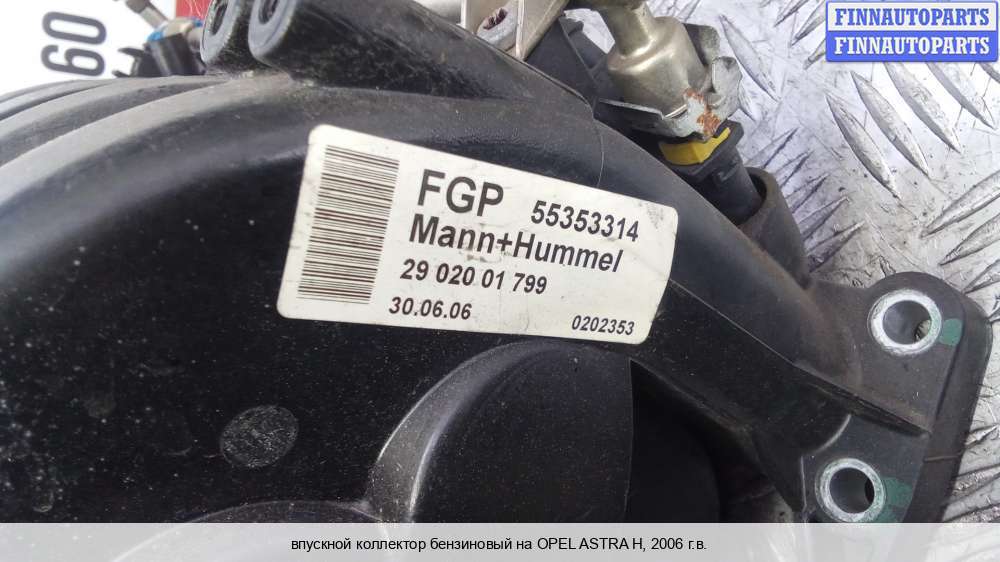 60
FINNAUTOPARTS
FINNAUTOPARTS
FGP 55353314
Mann+Hummel
29 020 01 799
30.06.06 0202353
впускной коллектор бензиновый на OPEL ASTRA H, 2006 г.в.